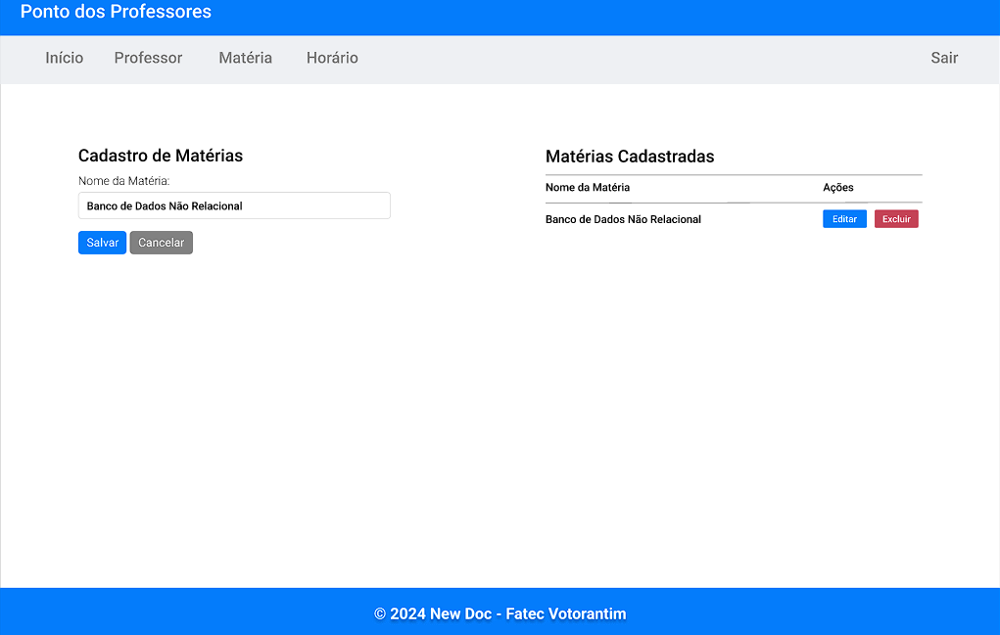 Ponto dos Professores
Início Professor Matéria Horário Sair
Cadastro de Matérias
Nome da Matéria:
Banco de Dados Não Relacional
Salvar Cancelar
Matérias Cadastradas
Nome da Matéria Ações
Banco de Dados Não Relacional Editar Excluir
© 2024 New Doc - Fatec Votorantim